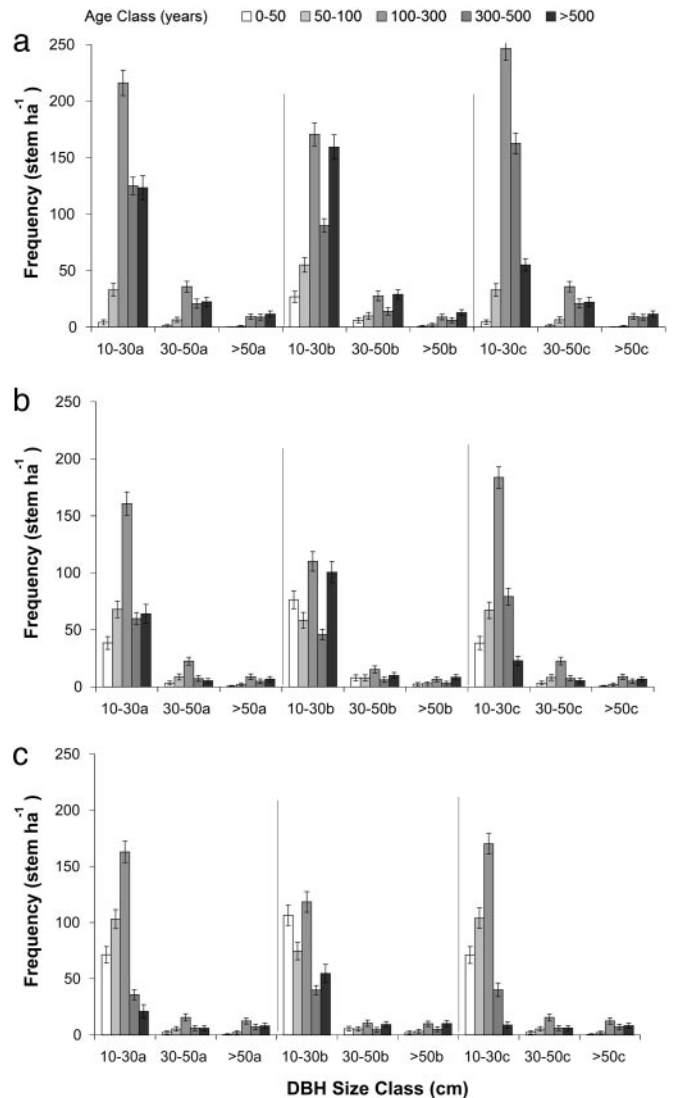 Age Class (years) 0-50 50-100 100-300 300-500 >500
a
250
200
150
100
50
0
Frequency (stem ha⁻¹)
10-30a 30-50a >50a 10-30b 30-50b >50b 10-30c 30-50c >50c
b
250
200
150
100
50
0
Frequency (stem ha⁻¹)
10-30a 30-50a >50a 10-30b 30-50b >50b 10-30c 30-50c >50c
c
250
200
150
100
50
0
Frequency (stem ha⁻¹)
10-30a 30-50a >50a 10-30b 30-50b >50b 10-30c 30-50c >50c
DBH Size Class (cm)